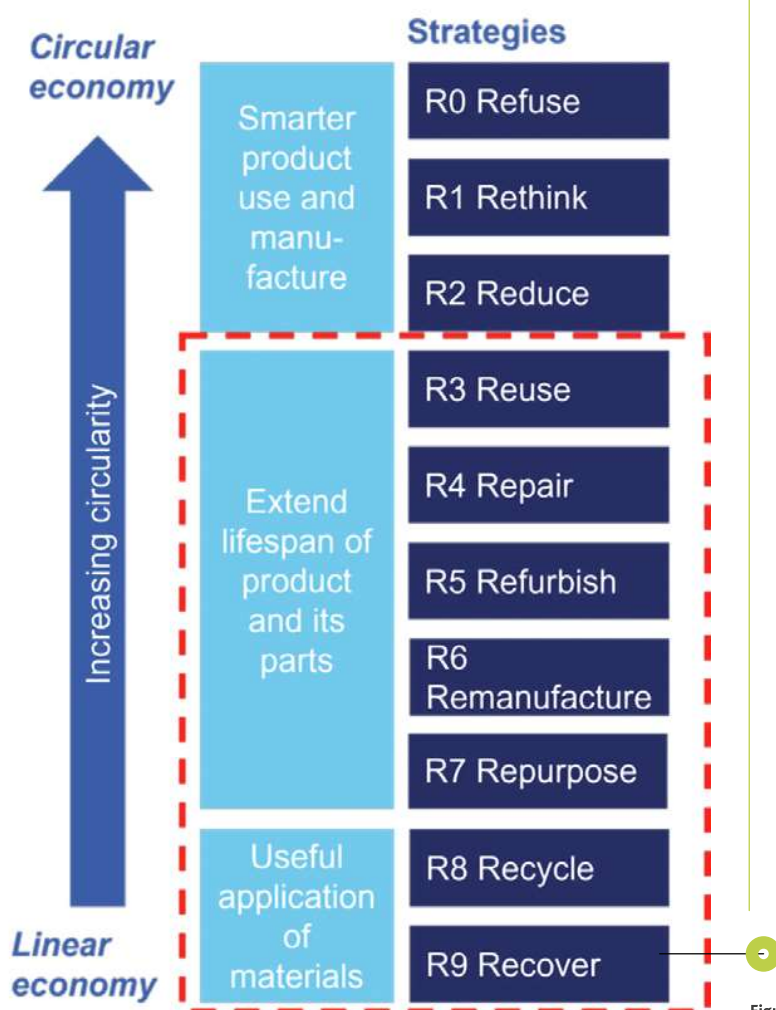 Strategies
Circular
economy
Smarter
product
use and
manu-
facture
R0 Refuse
R1 Rethink
R2 Reduce
Increasing circularity
Extend
lifespan of
product
and its
parts
R3 Reuse
R4 Repair
R5 Refurbish
R6
Remanufacture
R7 Repurpose
Useful
application
of
materials
R8 Recycle
R9 Recover
Linear
economy